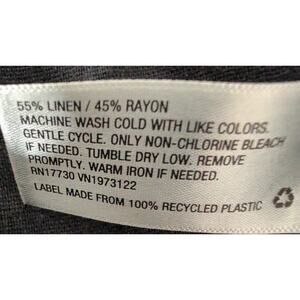 55% LINEN / 45% RAYON
MACHINE WASH COLD WITH LIKE COLORS.
GENTLE CYCLE. ONLY NON-CHLORINE BLEACH
IF NEEDED. TUMBLE DRY LOW. REMOVE
PROMPTLY. WARM IRON IF NEEDED.
RN17730 VN1973122
LABEL MADE FROM 100% RECYCLED PLASTIC